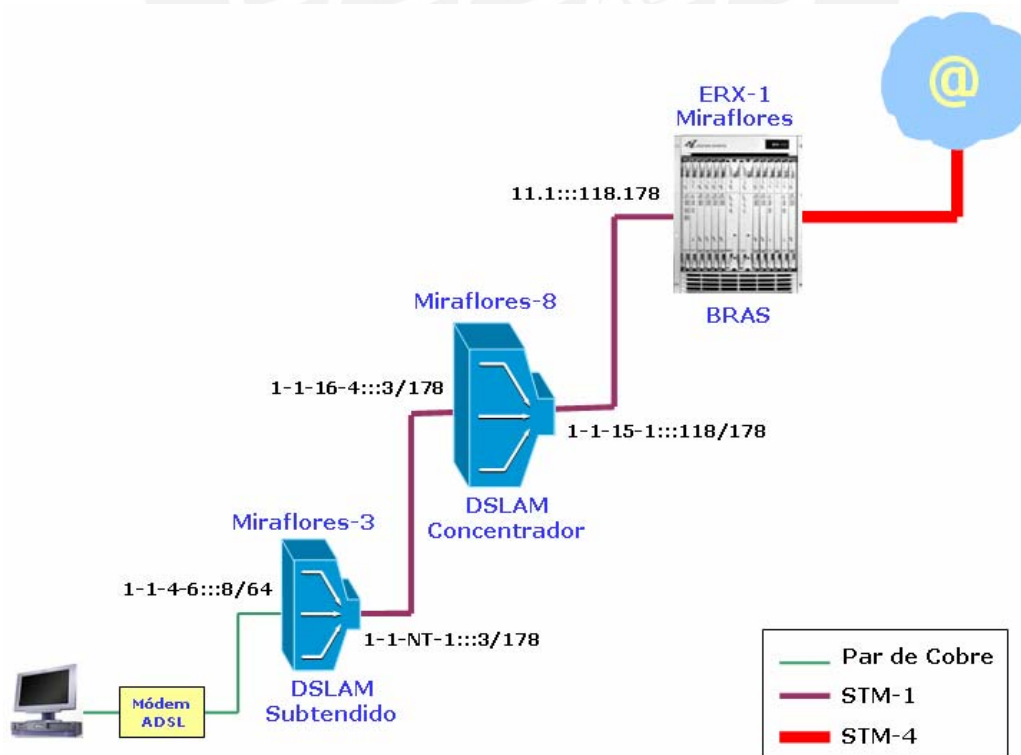 @
ERX-1
Miraflores
11.1:::118.178
BRAS
Miraflores-8
1-1-16-4:::3/178
1-1-15-1:::118/178
DSLAM
Concentrador
Miraflores-3
1-1-4-6:::8/64
1-1-NT-1:::3/178
DSLAM
Subtendido
Módem
ADSL
Par de Cobre
STM-1
STM-4